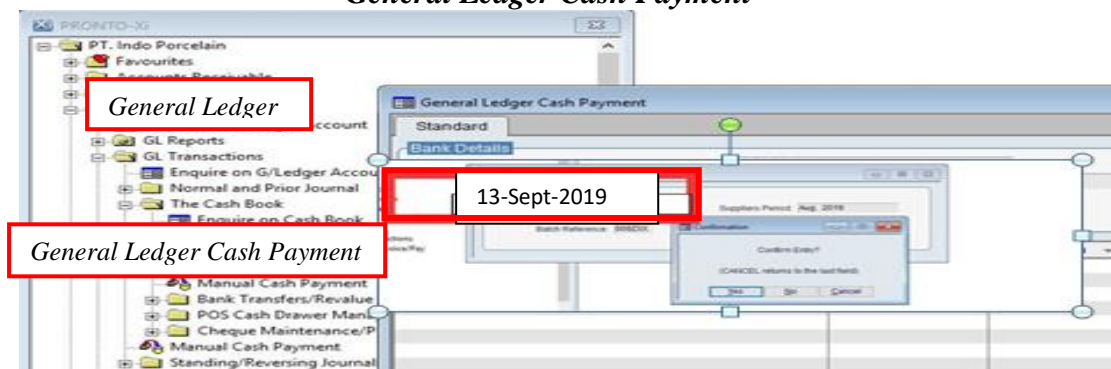 General Ledger Cash Payment
PRONTO-XG
PT. Indo Porcelain
Favourites
Accounts Receivable
General Ledger
ccount
GL Reports
GL Transactions
Enquire on G/Ledger Accou
Normal and Prior Journal
The Cash Book
Enquire on Cash Book
General Ledger Cash Payment
Manual Cash Payment
Bank Transfers/Revalue
POS Cash Drawer Man
Cheque Maintenance/P
Manual Cash Payment
Standing/Reversing Journal
General Ledger Cash Payment
Standard
Bank Details
13-Sept-2019
Suppliers Period Aug 2019
Batch Reference
Confirmation
Confirm Entry?
(CANCEL returns to the last field)
Yes No Cancel